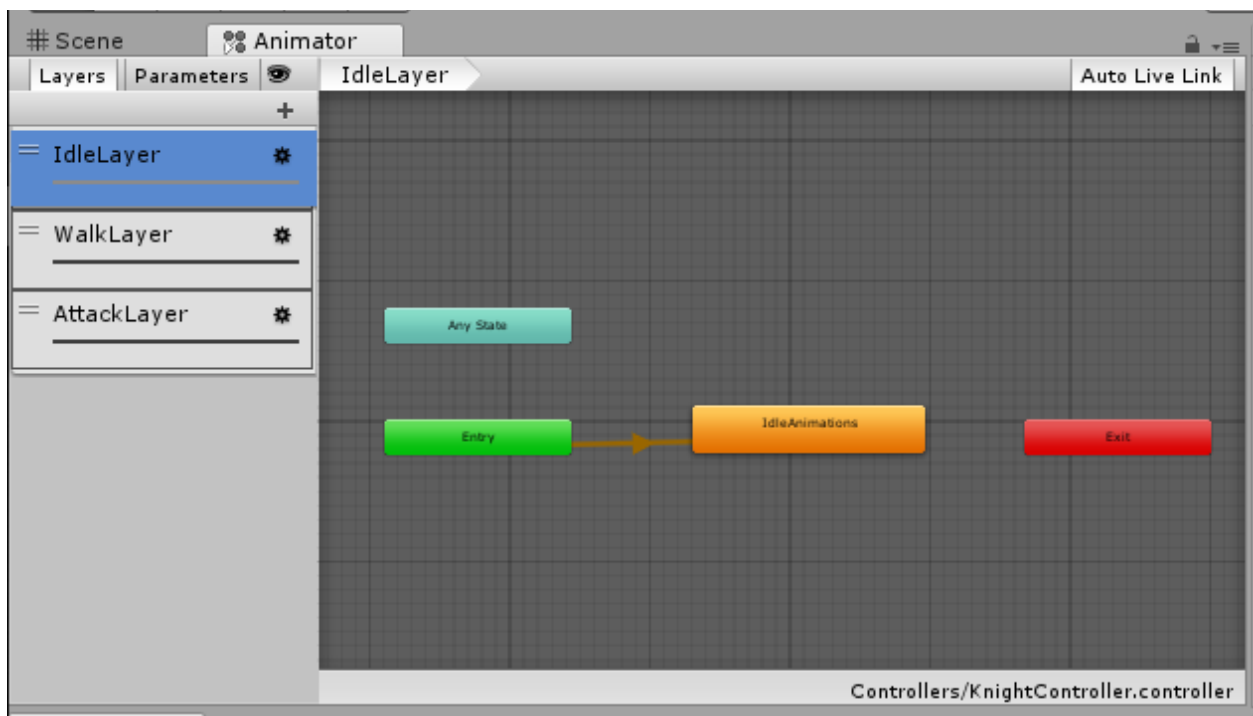 Scene
Animator
Layers Parameters
IdleLayer
Auto Live Link
IdleLayer
WalkLayer
AttackLayer
Any State
Entry
IdleAnimations
Exit
Controllers/KnightController.controller